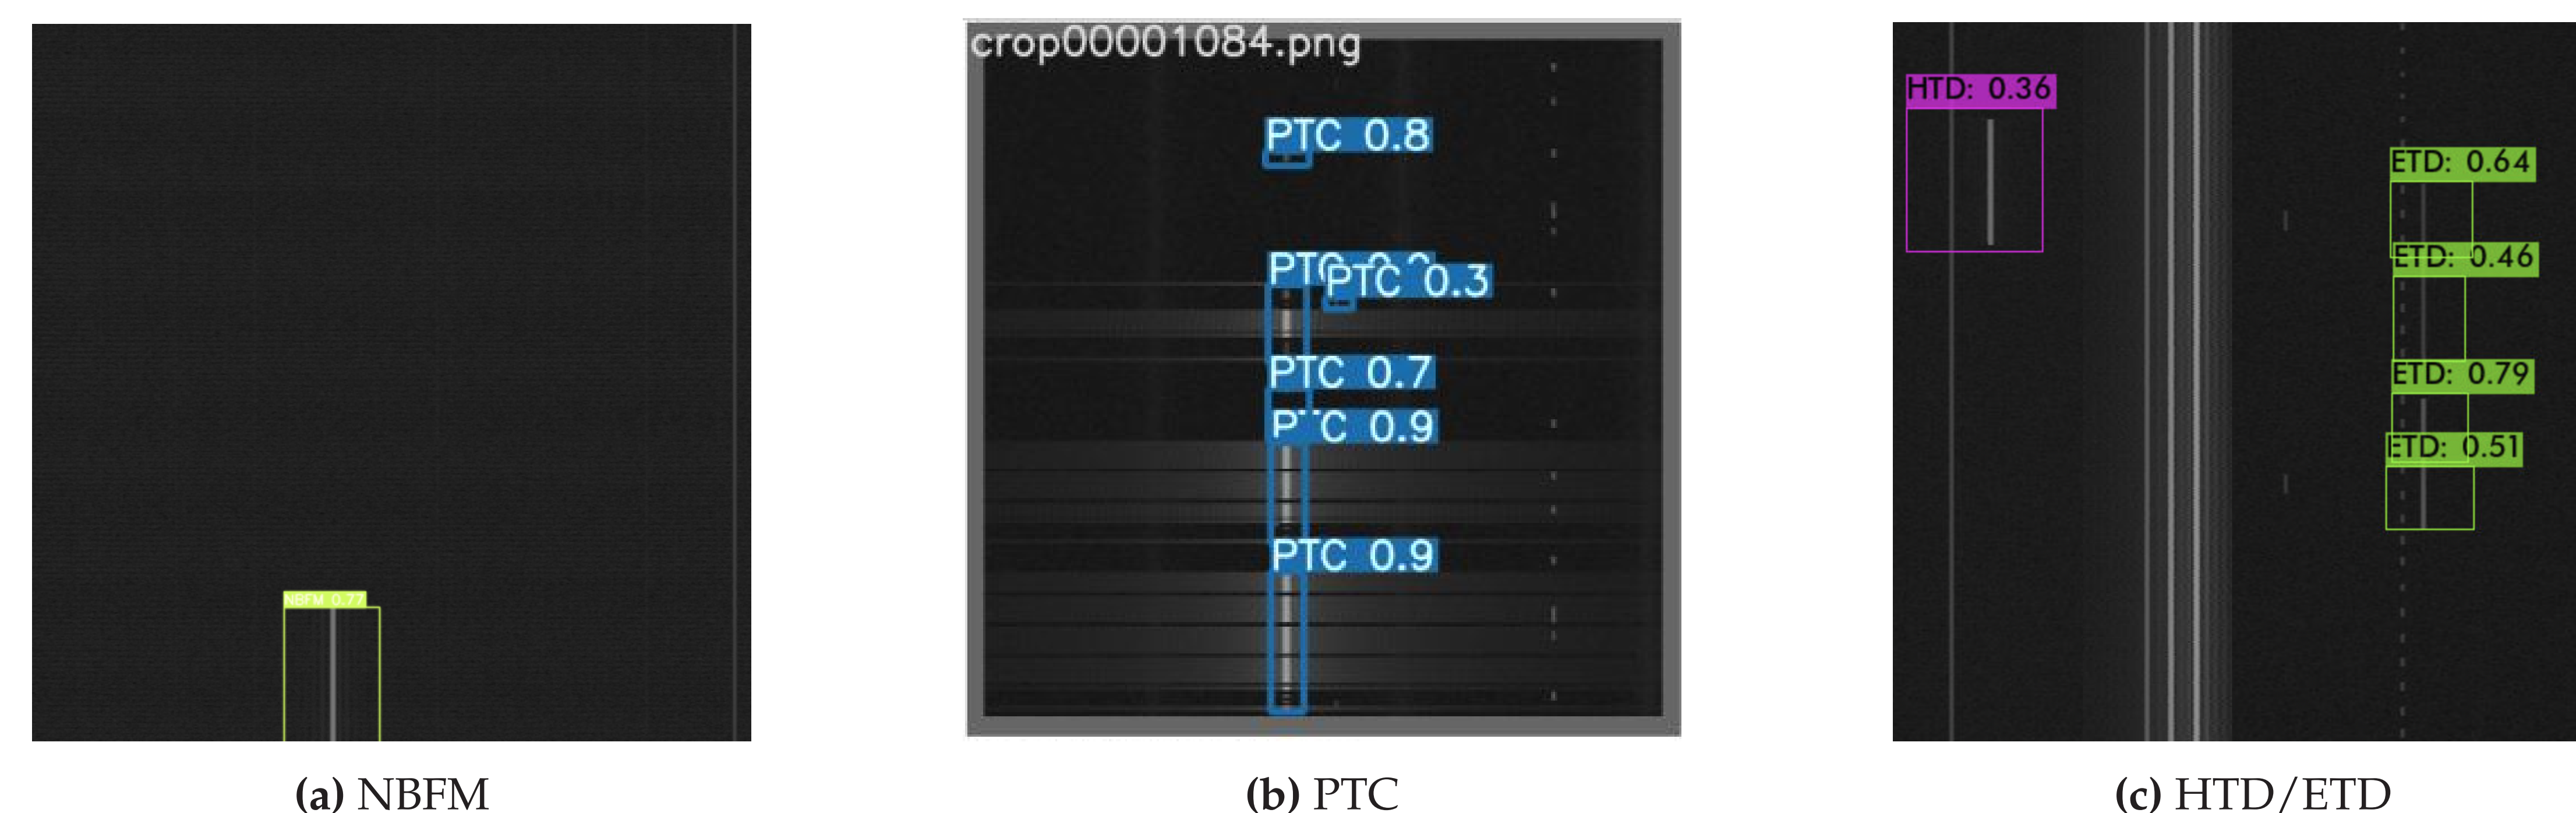 NBFM 0.77
(a) NBFM
crop00001084.png
PTC 0.8
PTC
PTC 0.3
PTC 0.7
PTC 0.9
PTC 0.9
(b) PTC
HTD: 0.36
ETD: 0.64
ETD: 0.46
ETD: 0.79
ETD: 0.51
(c) HTD/ETD